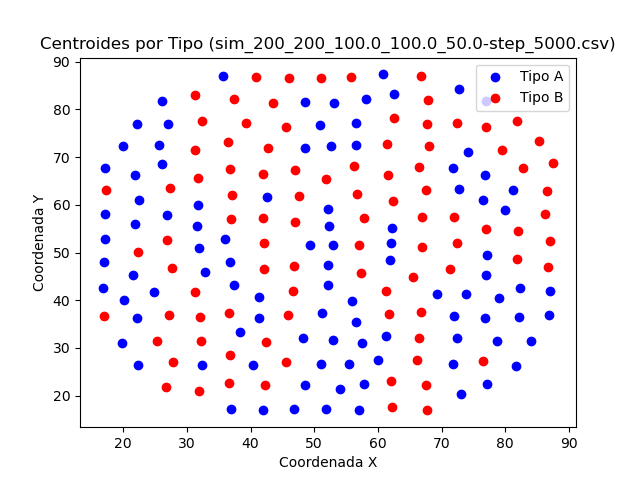 Centroides por Tipo (sim_200_200_100.0_100.0_50.0-step_5000.csv)
Tipo A
Tipo B
90
80
70
60
50
40
30
20
Coordenada Y
20 30 40 50 60 70 80 90
Coordenada X